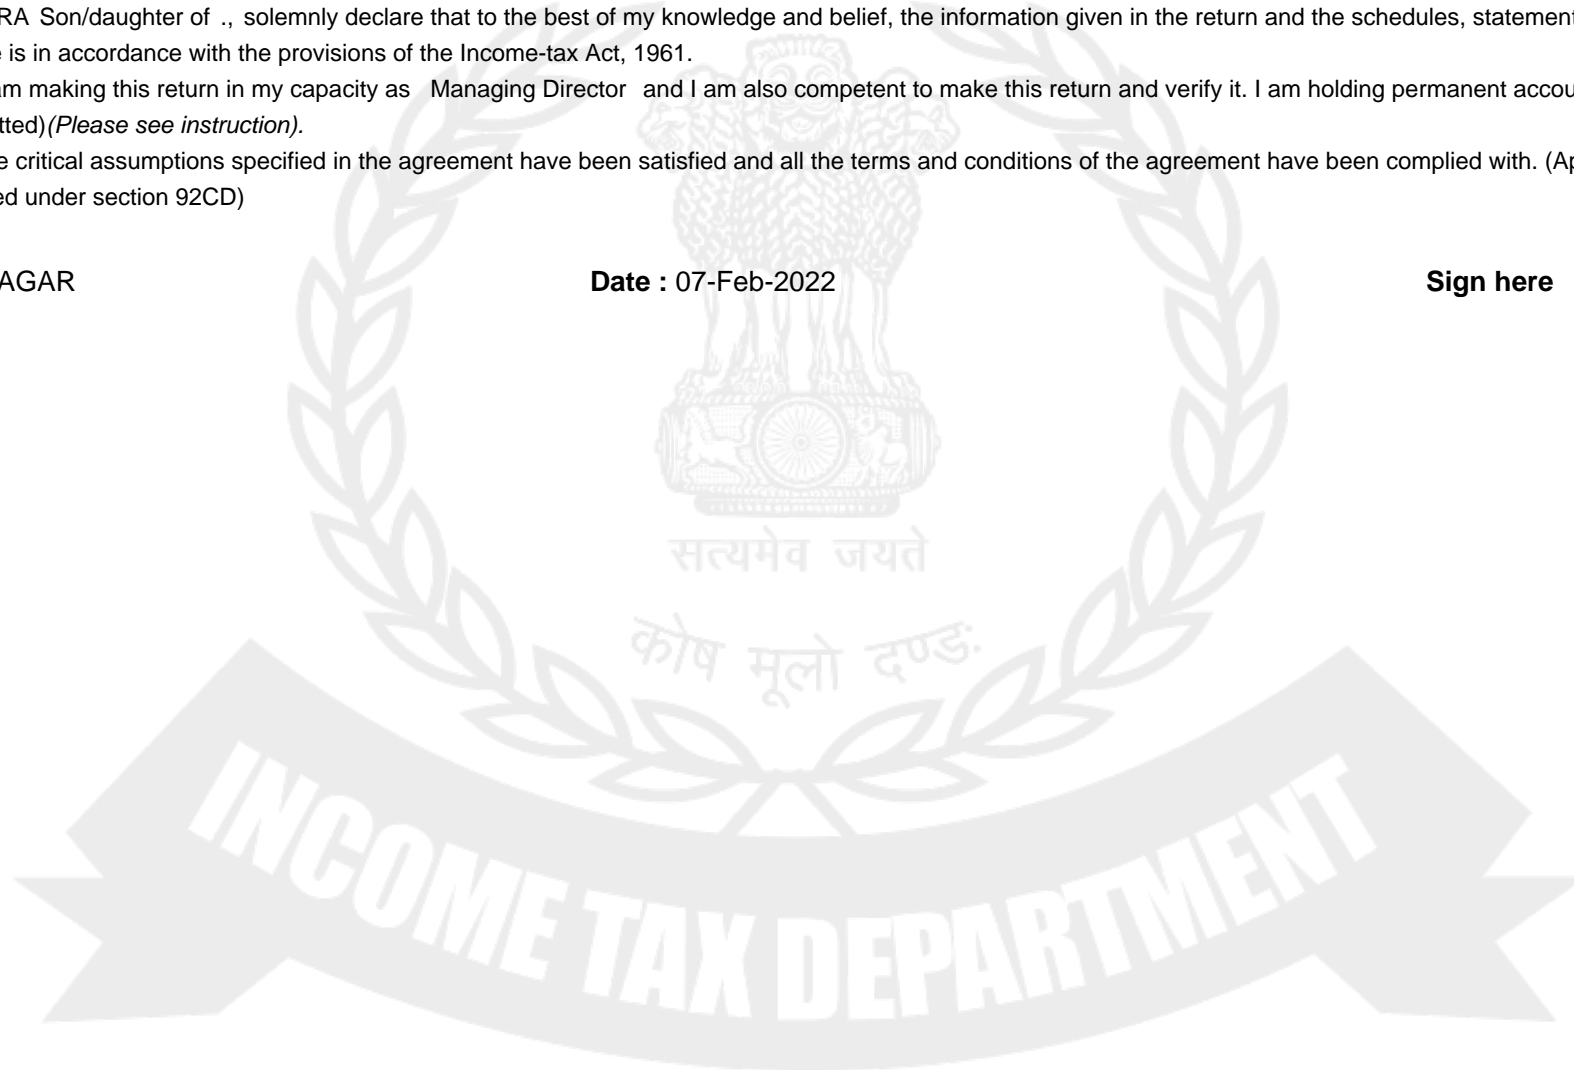 RA Son/daughter of ., solemnly declare that to the best of my knowledge and belief, the information given in the return and the schedules, statement
is in accordance with the provisions of the Income-tax Act, 1961.
am making this return in my capacity as Managing Director and I am also competent to make this return and verify it. I am holding permanent accou
tted)(Please see instruction).
e critical assumptions specified in the agreement have been satisfied and all the terms and conditions of the agreement have been complied with. (Ap
ed under section 92CD)
AGAR Date : 07-Feb-2022 Sign here
सत्यमेव जयते
कोष मूलो दण्डः
INCOME TAX DEPARTMENT